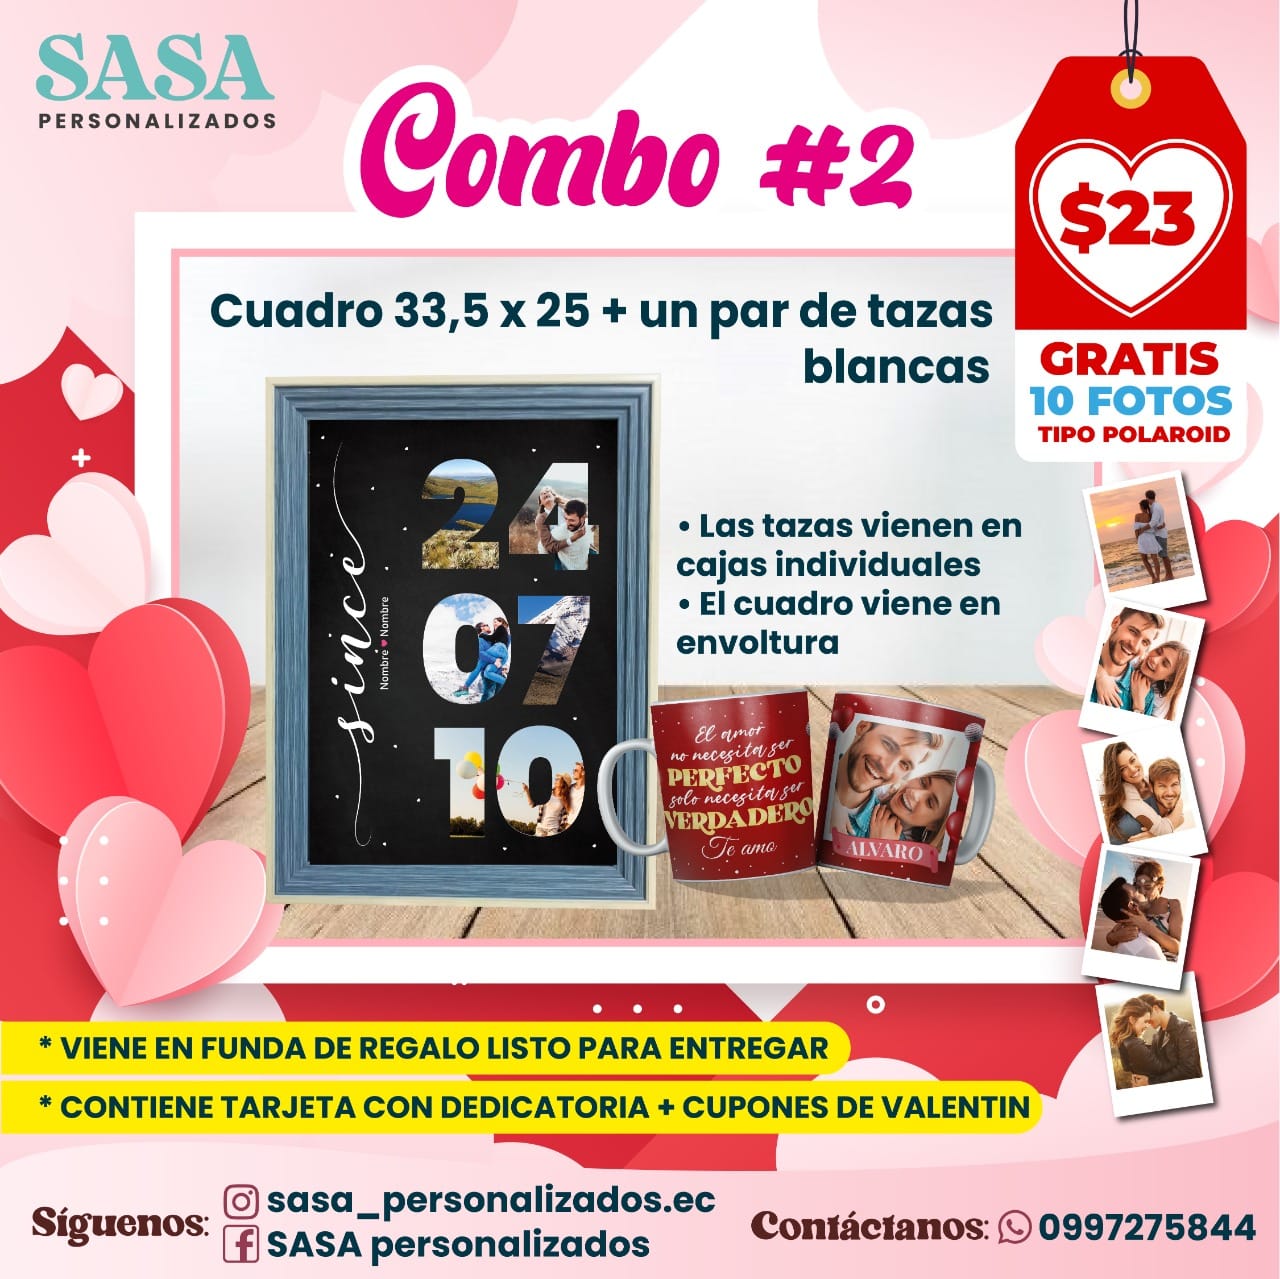 SASA
PERSONALIZADOS
Combo #2
$23
GRATIS
10 FOTOS
TIPO POLAROID
Cuadro 33,5 x 25 + un par de tazas
blancas
since
Nombre ♥ Nombre
24
07
10
• Las tazas vienen en
cajas individuales
• El cuadro viene en
envoltura
El amor
no necesita ser
PERFECTO
solo necesita ser
VERDADERO
Te amo
ALVARO
* VIENE EN FUNDA DE REGALO LISTO PARA ENTREGAR
* CONTIENE TARJETA CON DEDICATORIA + CUPONES DE VALENTIN
Síguenos:
sasa_personalizados.ec
SASA personalizados
Contáctanos: 0997275844